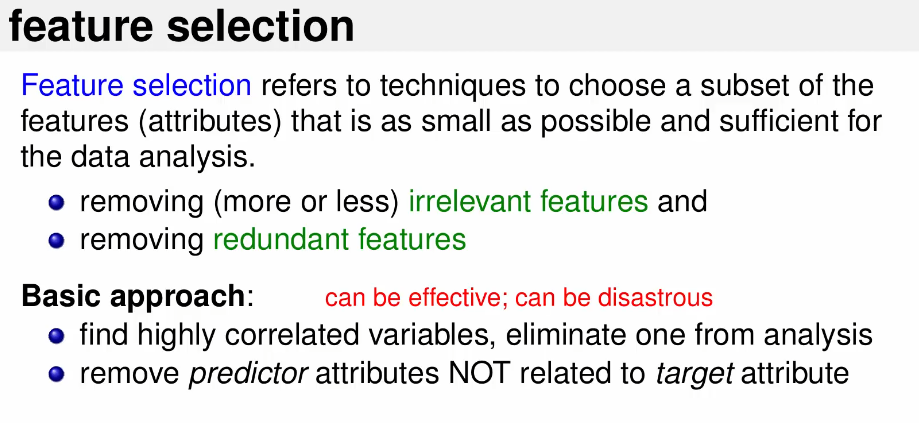 feature selection
Feature selection refers to techniques to choose a subset of the
features (attributes) that is as small as possible and sufficient for
the data analysis.
removing (more or less) irrelevant features and
removing redundant features
Basic approach: can be effective; can be disastrous
find highly correlated variables, eliminate one from analysis
remove predictor attributes NOT related to target attribute